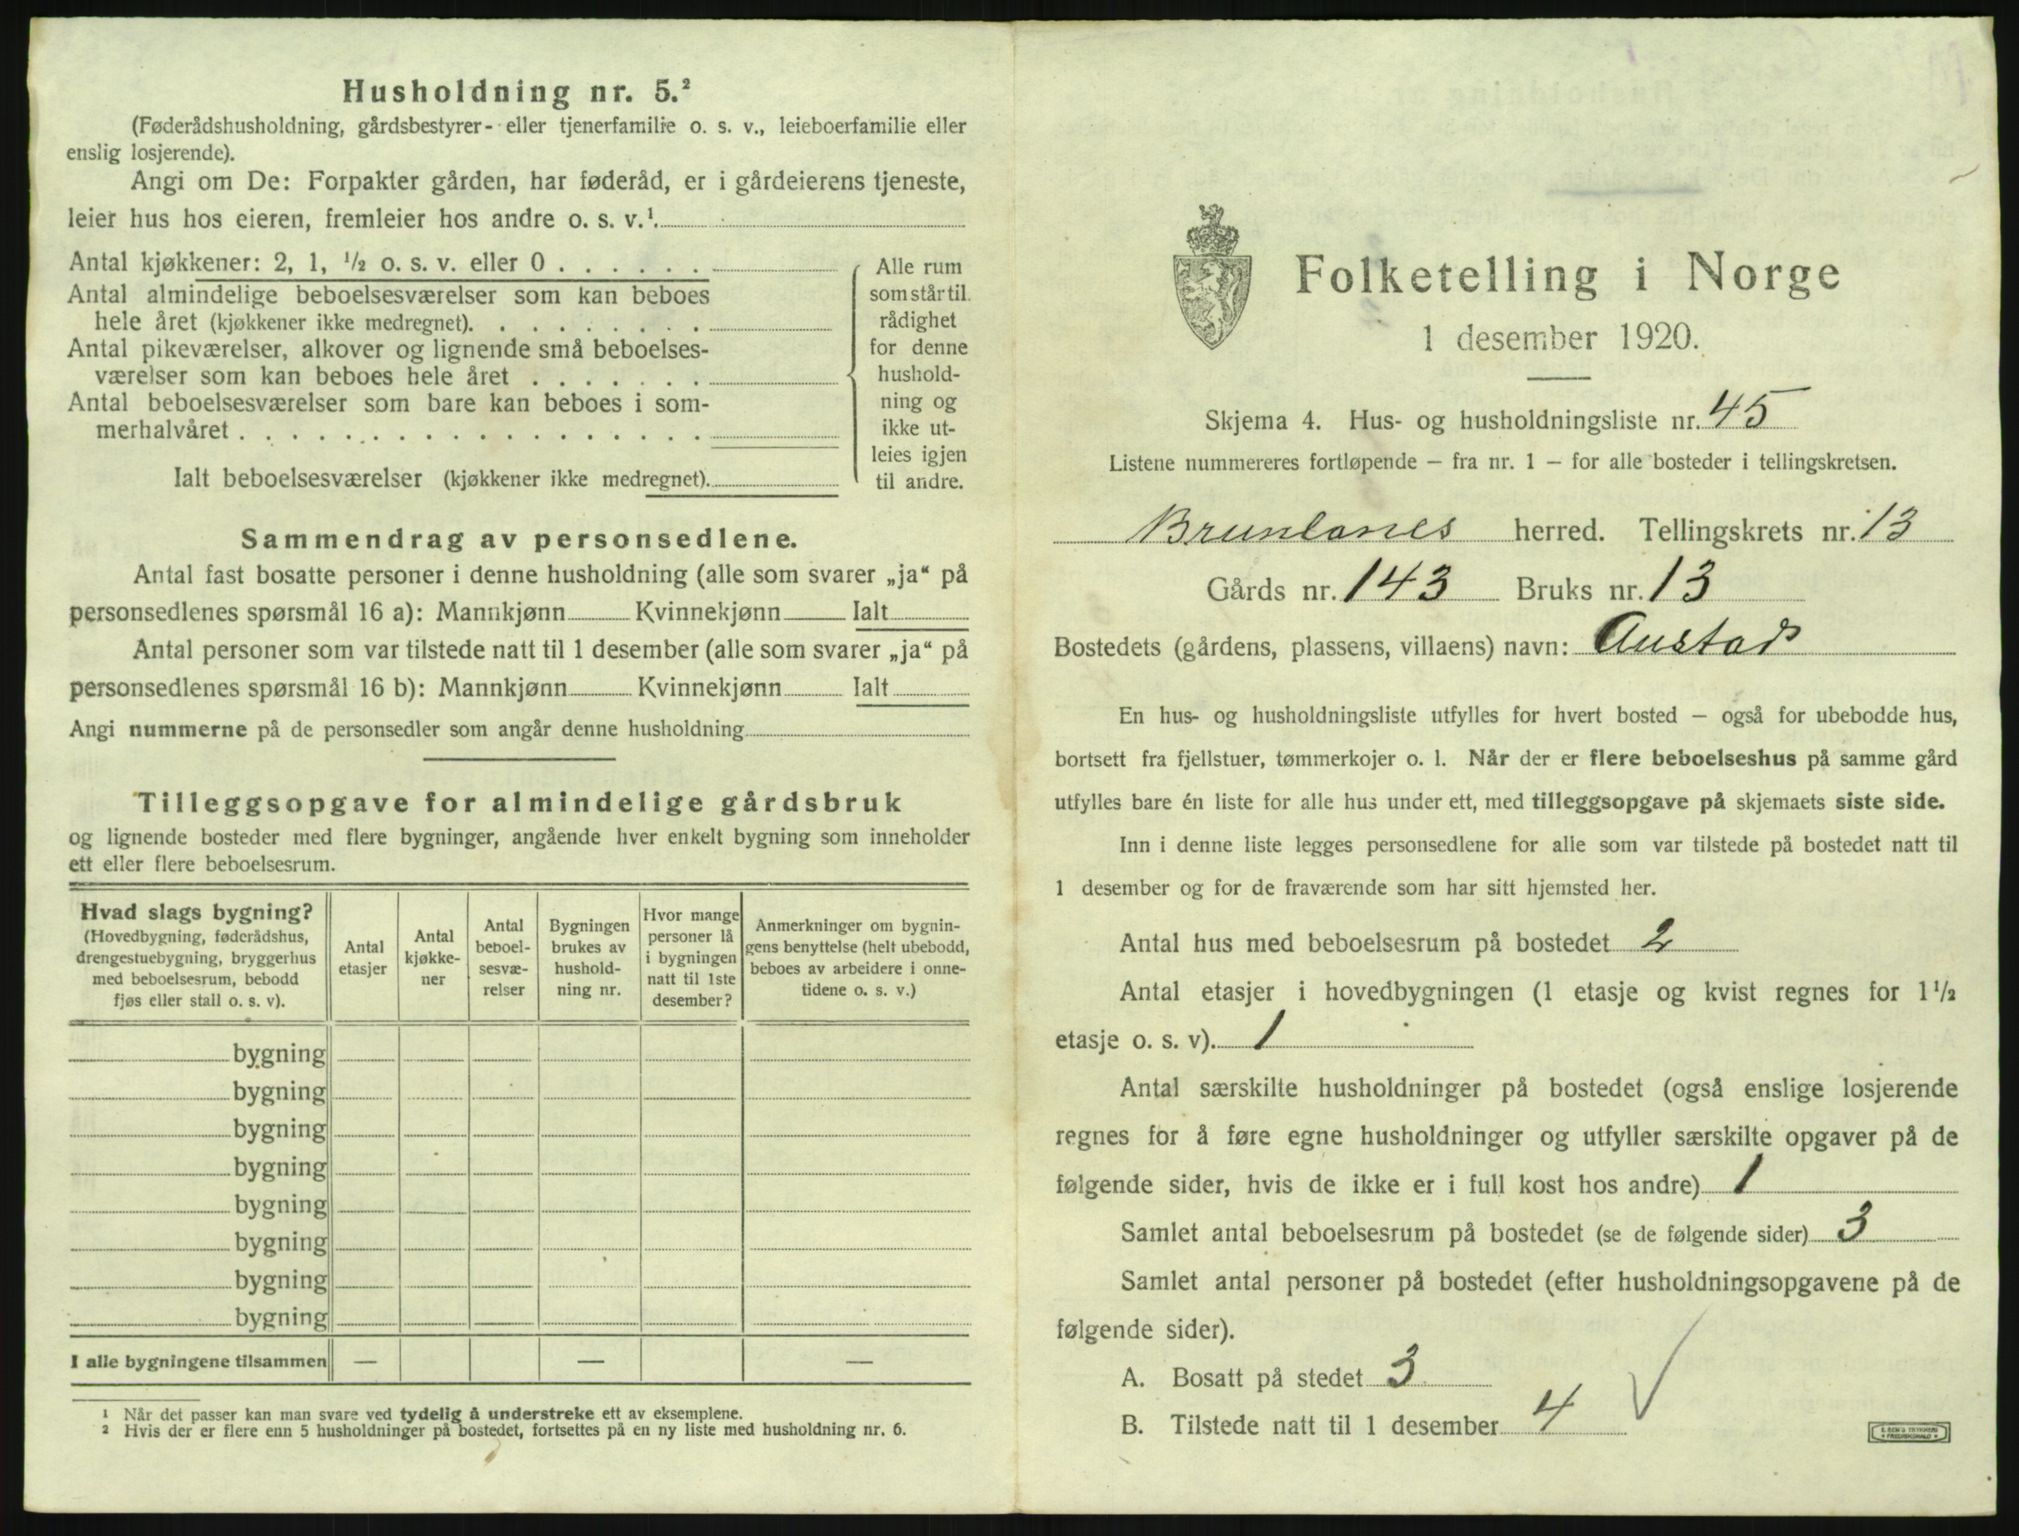 Husholdning nr. 5.²
(Føderådshusholdning, gårdsbestyrer- eller tjenerfamilie o. s. v., leieboerfamilie eller
enslig losjerende).
Angi om De: Forpakter gården, har føderåd, er i gårdeierens tjeneste,
leier hus hos eieren, fremleier hos andre o. s. v.¹
Antal kjøkkener: 2, 1, ½ o. s. v. eller 0 . . . . . .
Antal almindelige beboelsesværelser som kan beboes
hele året (kjøkkener ikke medregnet). . . . . . . . .
Antal pikeværelser, alkover og lignende små beboelses-
værelser som kan beboes hele året . . . . . . .
Antal beboelsesværelser som bare kan beboes i som-
merhalvåret . . . . . . . . . . . . . . . . . .
Ialt beboelsesværelser (kjøkkener ikke medregnet).
Alle rum
som står til
rådighet
for denne
hushold-
ning og
ikke ut-
leies igjen
til andre.
Sammendrag av personsedlene.
Antal fast bosatte personer i denne husholdning (alle som svarer „ja“ på
personsedlenes spørsmål 16 a): Mannkjønn Kvinnekjønn Ialt
Antal personer som var tilstede natt til 1 desember (alle som svarer „ja“ på
personsedlenes spørsmål 16 b): Mannkjønn Kvinnekjønn Ialt
Angi nummerne på de personsedler som angår denne husholdning
Tilleggsopgave for almindelige gårdsbruk
og lignende bosteder med flere bygninger, angående hver enkelt bygning som inneholder
ett eller flere beboelsesrum.
Hvad slags bygning?
(Hovedbygning, føderådshus,
drengestuebygning, bryggerhus
med beboelsesrum, bebodd
fjøs eller stall o. s. v).
Antal
etasjer
Antal
kjøkke-
ner
Antal
beboel-
sesvæ-
relser
Bygningen
brukes av
hushold-
ning nr.
Hvor mange
personer lå
i bygningen
natt til 1ste
desember?
Anmerkninger om bygnin-
gens benyttelse (helt ubebodd,
beboes av arbeidere i onne-
tidene o. s. v.)
bygning
bygning
bygning
bygning
bygning
bygning
bygning
bygning
I alle bygningene tilsammen — — —
¹ Når det passer kan man svare ved tydelig å understreke ett av eksemplene.
² Hvis der er flere enn 5 husholdninger på bostedet, fortsettes på en ny liste med husholdning nr. 6.
Folketelling i Norge
1 desember 1920.
Skjema 4. Hus- og husholdningsliste nr. 45
Listene nummereres fortløpende – fra nr. 1 – for alle bosteder i tellingskretsen.
Brunlanes herred. Tellingskrets nr. 13
Gårds nr. 143 Bruks nr. 13
Bostedets (gårdens, plassens, villaens) navn: Austad
En hus- og husholdningsliste utfylles for hvert bosted – også for ubebodde hus,
bortsett fra fjellstuer, tømmerkojer o. l. Når der er flere beboelseshus på samme gård
utfylles bare én liste for alle hus under ett, med tilleggsopgave på skjemaets siste side.
Inn i denne liste legges personsedlene for alle som var tilstede på bostedet natt til
1 desember og for de fraværende som har sitt hjemsted her.
Antal hus med beboelsesrum på bostedet 2
Antal etasjer i hovedbygningen (1 etasje og kvist regnes for 1½
etasje o. s. v). 1
Antal særskilte husholdninger på bostedet (også enslige losjerende
regnes for å føre egne husholdninger og utfyller særskilte opgaver på de
følgende sider, hvis de ikke er i full kost hos andre) 1
Samlet antal beboelsesrum på bostedet (se de følgende sider) 3
Samlet antal personer på bostedet (efter husholdningsopgavene på de
følgende sider).
A. Bosatt på stedet 3
B. Tilstede natt til 1 desember 4